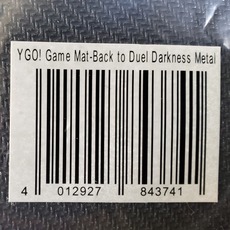 YGO! Game Mat-Back to Duel Darkness Metal
4 012927 843741